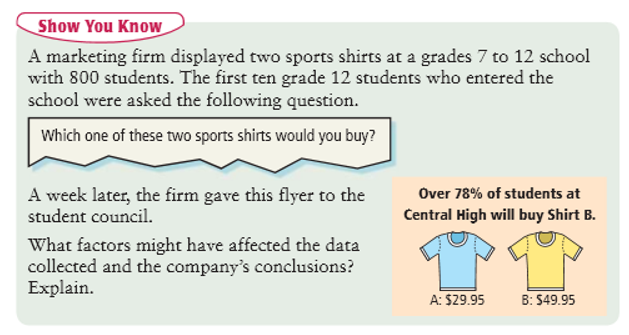 Show You Know
A marketing firm displayed two sports shirts at a grades 7 to 12 school
with 800 students. The first ten grade 12 students who entered the
school were asked the following question.
Which one of these two sports shirts would you buy?
A week later, the firm gave this flyer to the
student council.
What factors might have affected the data
collected and the company's conclusions?
Explain.
Over 78% of students at
Central High will buy Shirt B.
A: $29.95 B: $49.95